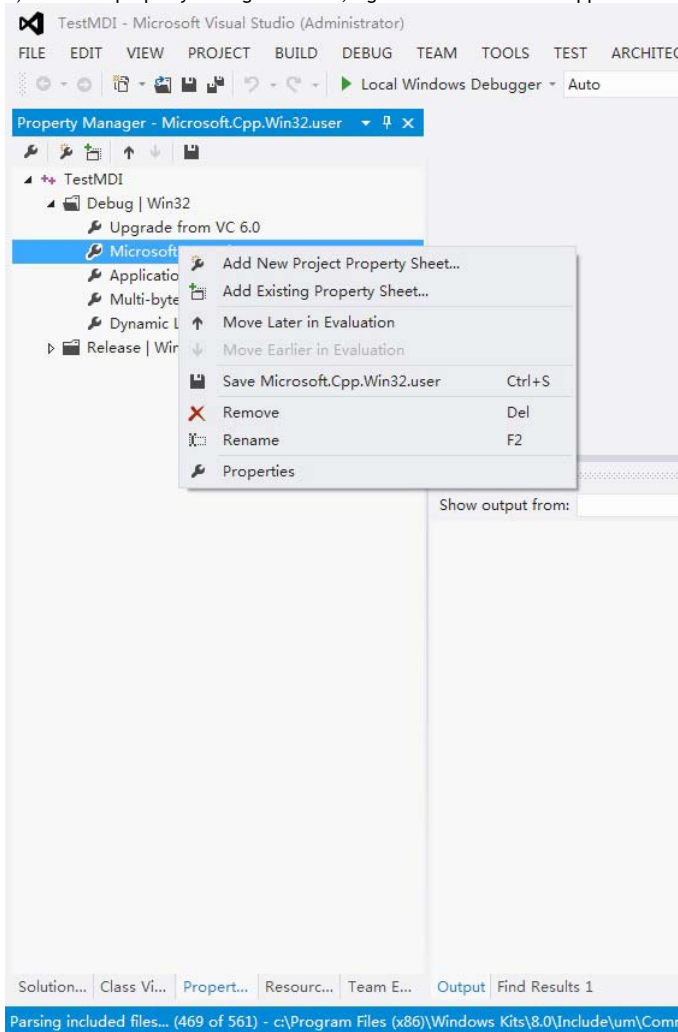 TestMDI - Microsoft Visual Studio (Administrator)
FILE EDIT VIEW PROJECT BUILD DEBUG TEAM TOOLS TEST ARCHITEC
Local Windows Debugger Auto
Property Manager - Microsoft.Cpp.Win32.user
TestMDI
Debug | Win32
Upgrade from VC 6.0
Microsoft
Applicatio
Multi-byte
Dynamic L
Release | Wir
Add New Project Property Sheet...
Add Existing Property Sheet...
Move Later in Evaluation
Move Earlier in Evaluation
Save Microsoft.Cpp.Win32.user Ctrl+S
Remove Del
Rename F2
Properties
Show output from:
Solution... Class Vi... Propert... Resourc... Team E... Output Find Results 1
Parsing included files... (469 of 561) - c:\Program Files (x86)\Windows Kits\8.0\Include\um\Comr